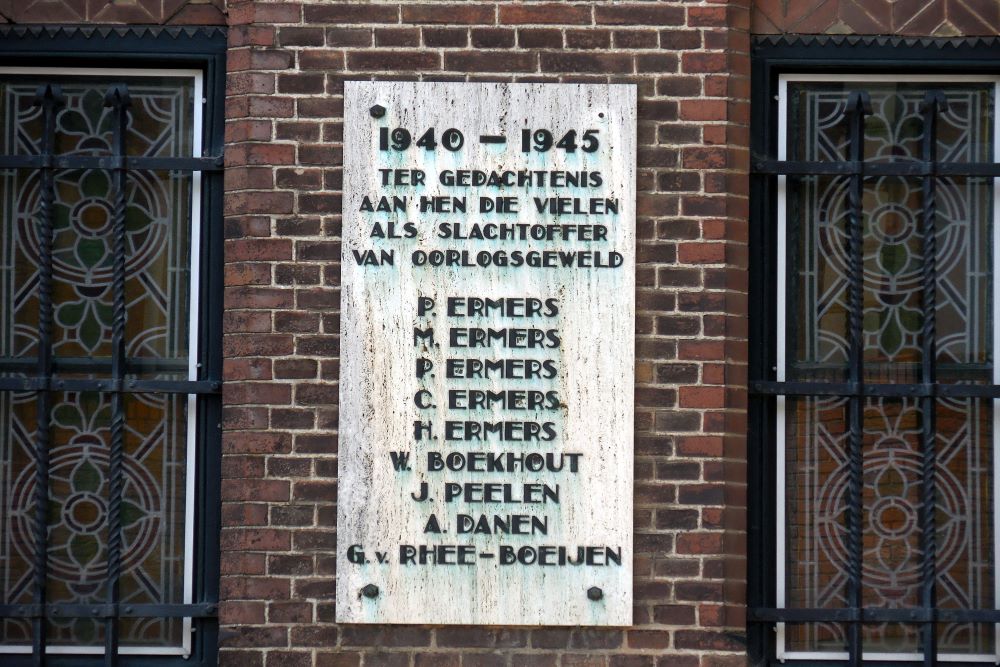 1940 – 1945
TER GEDACHTENIS
AAN HEN DIE VIELEN
ALS SLACHTOFFER
VAN OORLOGSGEWELD
P. ERMERS
M. ERMERS
P. ERMERS
C. ERMERS
H. ERMERS
W. BOEKHOUT
J. PEELEN
A. DANEN
G. v. RHEE-BOEIJEN